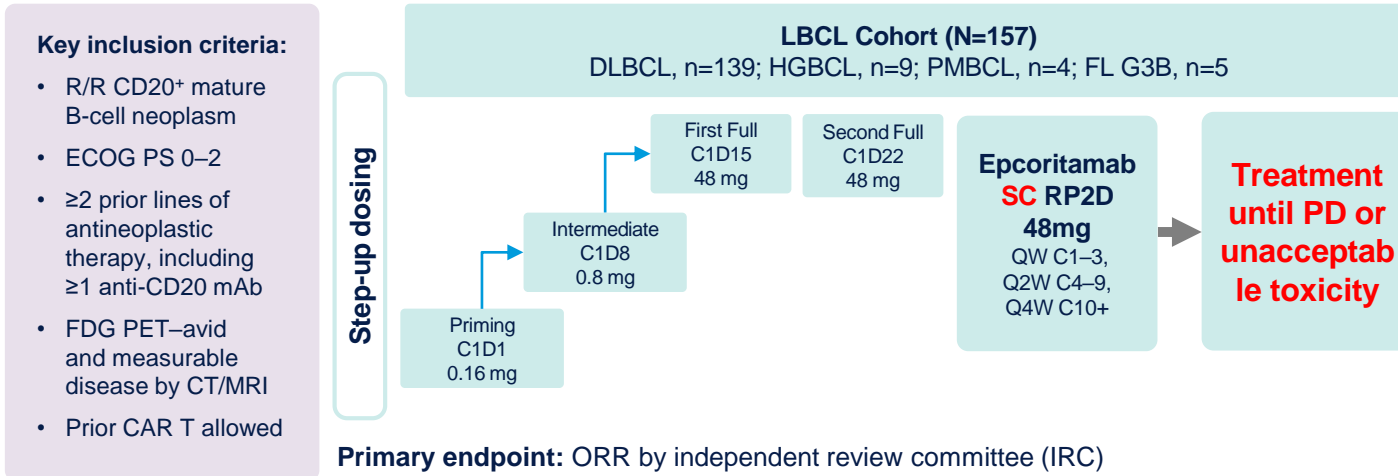 Key inclusion criteria:
• R/R CD20+ mature
B-cell neoplasm
• ECOG PS 0–2
• ≥2 prior lines of
antineoplastic
therapy, including
≥1 anti-CD20 mAb
• FDG PET–avid
and measurable
disease by CT/MRI
• Prior CAR T allowed
Step-up dosing
LBCL Cohort (N=157)
DLBCL, n=139; HGBCL, n=9; PMBCL, n=4; FL G3B, n=5
Priming
C1D1
0.16 mg
Intermediate
C1D8
0.8 mg
First Full
C1D15
48 mg
Second Full
C1D22
48 mg
Epcoritamab
SC RP2D
48mg
QW C1–3,
Q2W C4–9,
Q4W C10+
Treatment
until PD or
unacceptab
le toxicity
Primary endpoint: ORR by independent review committee (IRC)